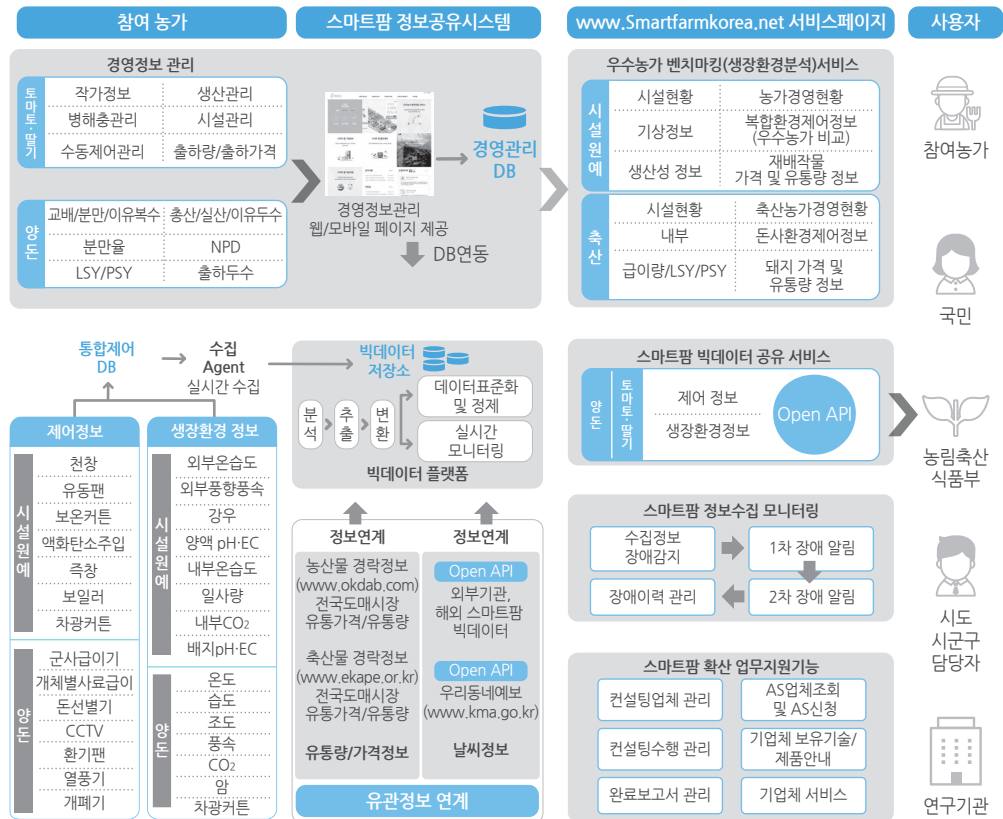 참여 농가
스마트팜 정보공유시스템
www.Smartfarmkorea.net 서비스페이지
사용자
경영정보 관리
토마토·딸기
작가정보
생산관리
병해충관리
시설관리
수동제어관리
출하량/출하가격
양돈
교배/분만/이유복수
총산/실산/이유두수
분만율
NPD
LSY/PSY
출하두수
경영관리
DB
경영정보관리
웹/모바일 페이지 제공
DB연동
우수농가 벤치마킹(생장환경분석)서비스
시설원예
시설현황
농가경영현황
기상정보
복합환경제어정보
(우수농가 비교)
생산성 정보
재배작물
가격 및 유통량 정보
축산
시설현황
축산농가경영현황
내부
돈사환경제어정보
급이량/LSY/PSY
돼지 가격 및
유통량 정보
참여농가
국민
농림축산
식품부
시도
시군구
담당자
연구기관
통합제어
DB
수집
Agent
실시간 수집
제어정보
시설원예
천창
유동팬
보온커튼
액화탄소주입
즉창
보일러
차광커튼
양돈
군사급이기
개체별사료급이
돈선별기
CCTV
환기팬
열풍기
개폐기
생장환경 정보
시설원예
외부온습도
외부풍향풍속
강우
양액 pH·EC
내부온습도
일사량
내부CO2
배지pH·EC
양돈
온도
습도
조도
풍속
CO2
암
차광커튼
빅데이터
저장소
분석
추출
변환
데이터표준화
및 정제
실시간
모니터링
빅데이터 플랫폼
정보연계
농산물 경락정보
(www.okdab.com)
전국도매시장
유통가격/유통량
축산물 경락정보
(www.ekape.or.kr)
전국도매시장
유통가격/유통량
유통량/가격정보
정보연계
Open API
외부기관,
해외 스마트팜
빅데이터
Open API
우리동네예보
(www.kma.go.kr)
날씨정보
유관정보 연계
스마트팜 빅데이터 공유 서비스
양돈
토마토·딸기
제어 정보
생장환경정보
Open API
스마트팜 정보수집 모니터링
수집정보
장애감지
1차 장애 알림
장애이력 관리
2차 장애 알림
스마트팜 확산 업무지원기능
컨설팅업체 관리
AS업체조회
및 AS신청
컨설팅수행 관리
기업체 보유기술/
제품안내
완료보고서 관리
기업체 서비스